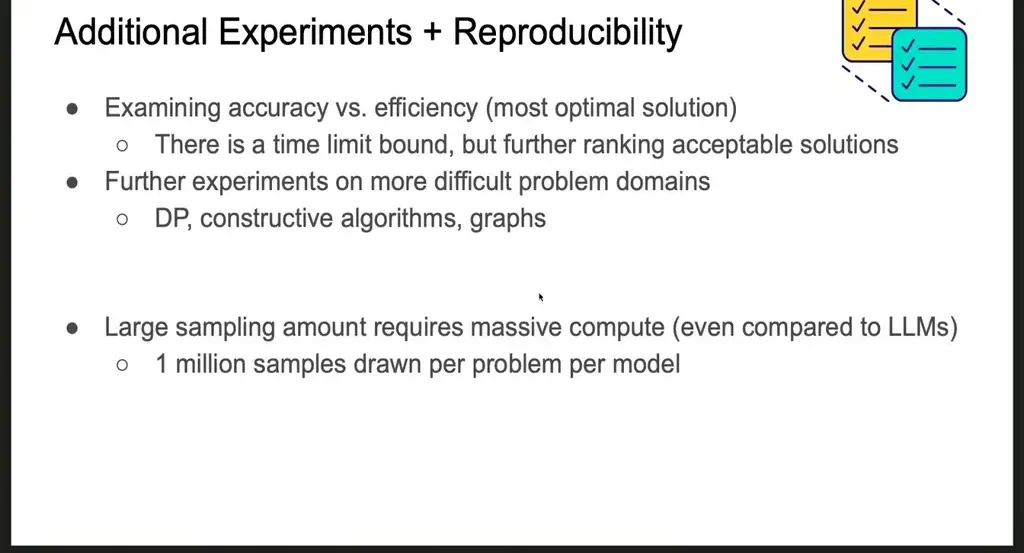 Additional Experiments + Reproducibility
● Examining accuracy vs. efficiency (most optimal solution)
○ There is a time limit bound, but further ranking acceptable solutions
● Further experiments on more difficult problem domains
○ DP, constructive algorithms, graphs
● Large sampling amount requires massive compute (even compared to LLMs)
○ 1 million samples drawn per problem per model